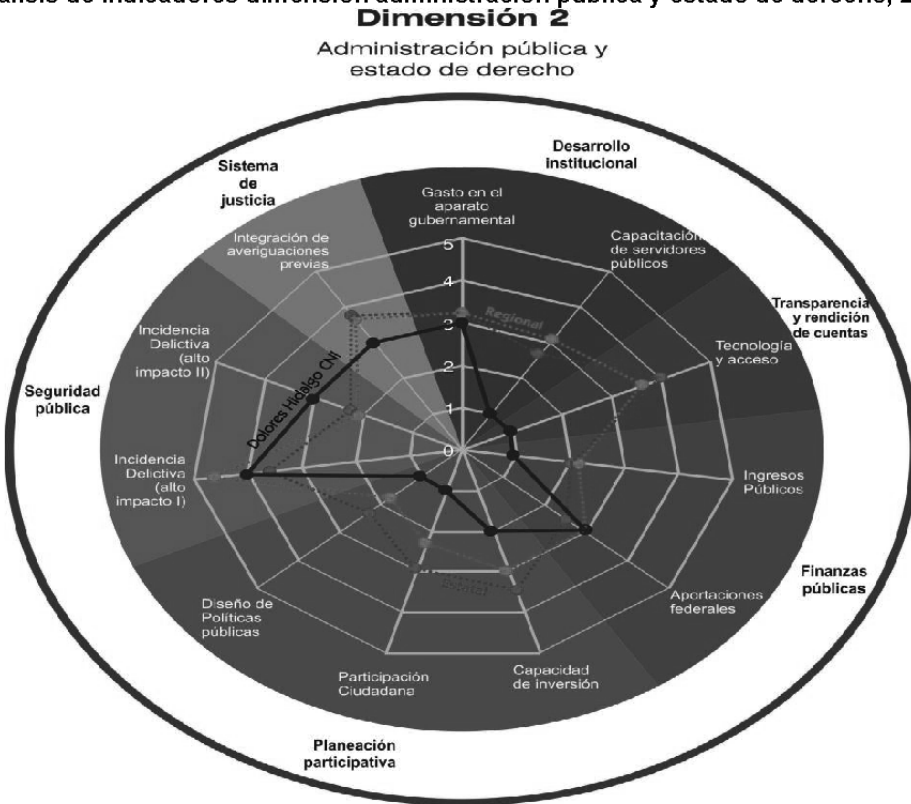 Dimensión 2
Administración pública y
estado de derecho
Desarrollo
institucional
Sistema
de
justicia
Gasto en el
aparato
gubernamental
Capacitación
de servidores
públicos
Integración de
averiguaciones
previas
5
4
3
2
1
0
Regional
Transparencia
y rendición
de cuentas
Tecnología
y acceso
Incidencia
Delictiva
(alto
impacto II)
Dolores Hidalgo CNI
Seguridad
pública
Incidencia
Delictiva
(alto
impacto I)
Ingresos
Públicos
Finanzas
públicas
Aportaciones
federales
Diseño de
Políticas
públicas
Participación
Ciudadana
Capacidad
de inversión
Planeación
participativa